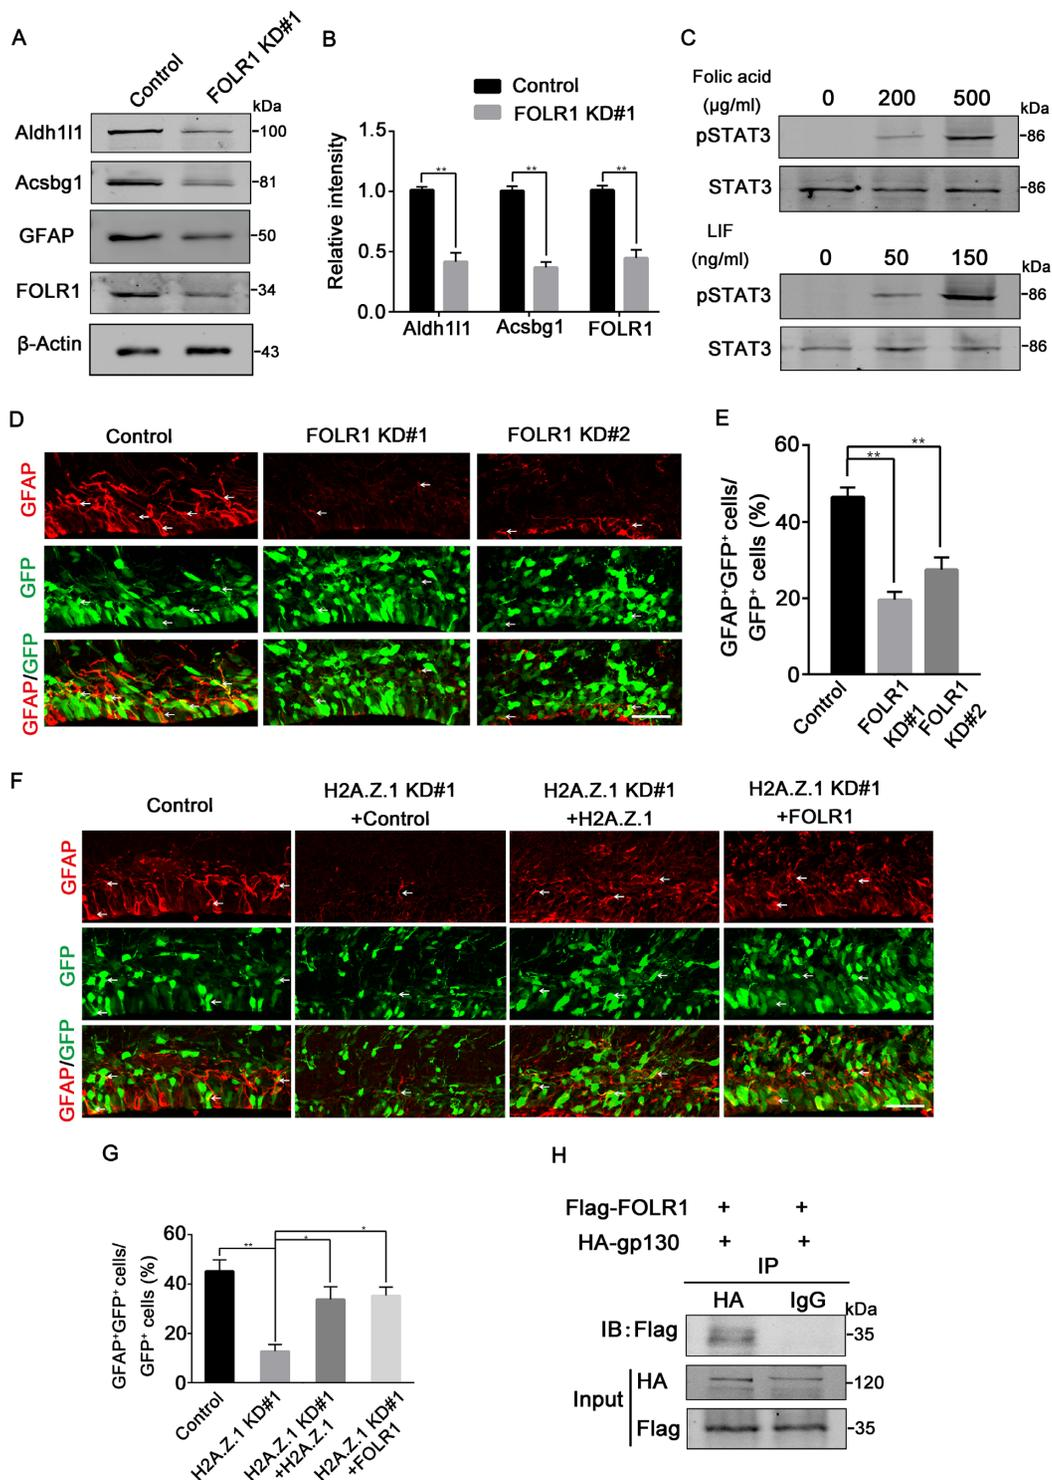 A
Control
FOLR1 KD#1
kDa
Aldh1l1
-100
Acsbg1
-81
GFAP
-50
FOLR1
-34
β-Actin
-43
B
Control
FOLR1 KD#1
Relative intensity
1.5
1.0
0.5
0.0
**
**
**
Aldh1l1
Acsbg1
FOLR1
C
Folic acid
(μg/ml)
0
200
500
kDa
pSTAT3
-86
STAT3
-86
LIF
(ng/ml)
0
50
150
kDa
pSTAT3
-86
STAT3
-86
D
Control
FOLR1 KD#1
FOLR1 KD#2
GFAP
GFP
GFAP/GFP
E
GFAP⁺GFP⁺ cells/
GFP⁺ cells (%)
60
40
20
0
**
**
Control
FOLR1
KD#1
FOLR1
KD#2
F
Control
H2A.Z.1 KD#1
+Control
H2A.Z.1 KD#1
+H2A.Z.1
H2A.Z.1 KD#1
+FOLR1
GFAP
GFP
GFAP/GFP
G
GFAP⁺GFP⁺ cells/
GFP⁺ cells (%)
60
40
20
0
**
*
*
Control
H2A.Z.1 KD#1
H2A.Z.1 KD#1
+H2A.Z.1
H2A.Z.1 KD#1
+FOLR1
H
Flag-FOLR1 + +
HA-gp130 + +
IP
HA IgG
kDa
IB:Flag
-35
Input
HA
-120
Flag
-35